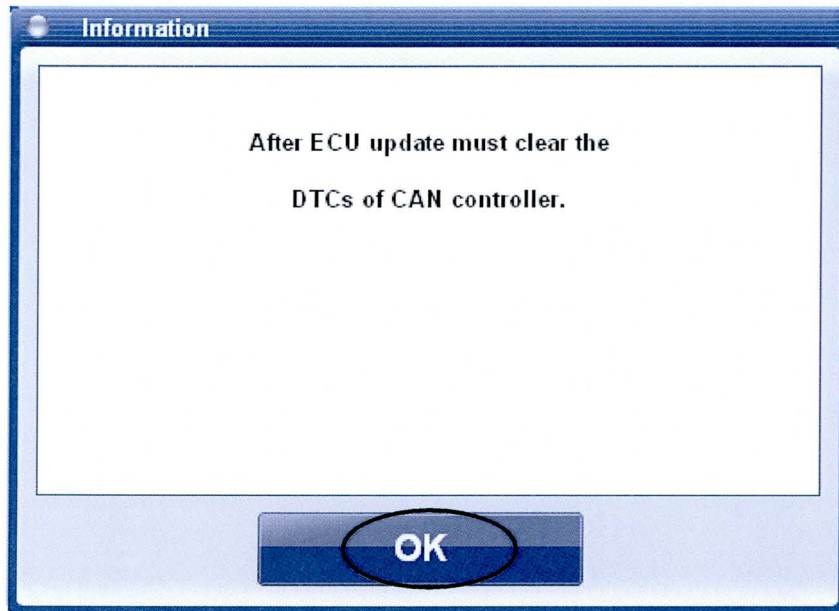 Information
After ECU update must clear the
DTCs of CAN controller.
OK